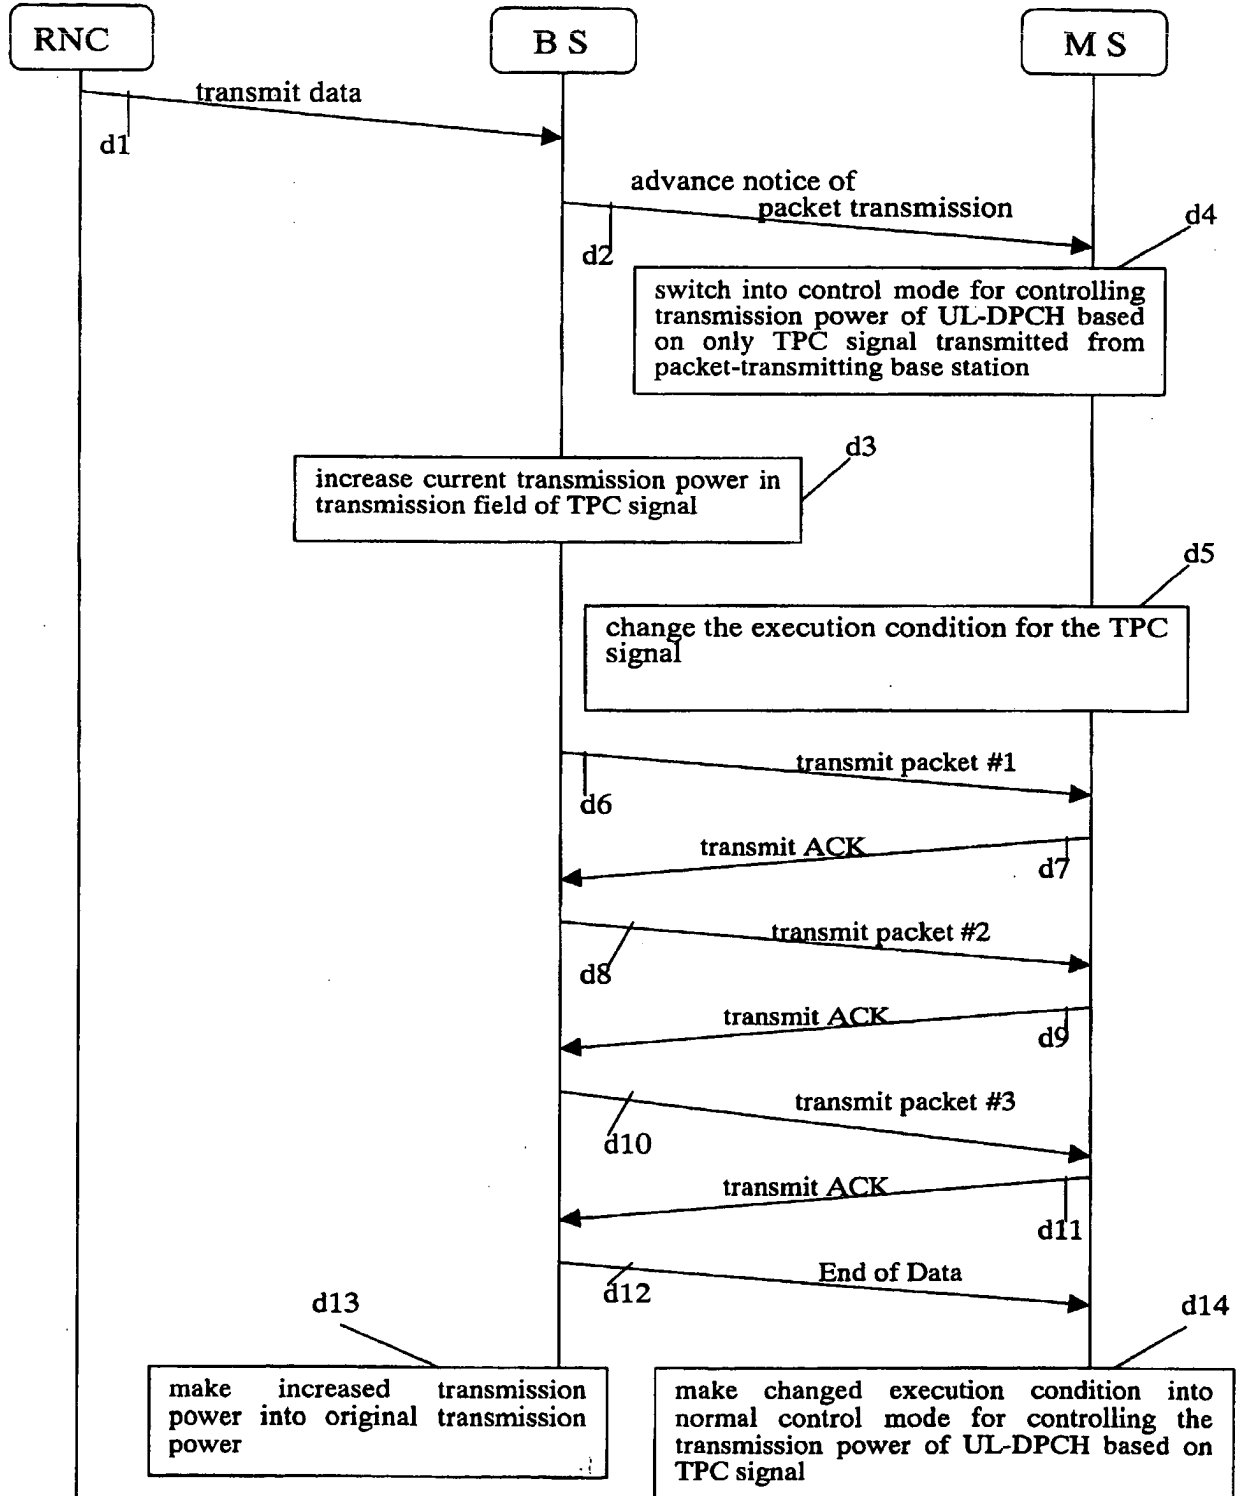 RNC
B S
M S
transmit data
d1
advance notice of
packet transmission
d2
d4
switch into control mode for controlling
transmission power of UL-DPCH based
on only TPC signal transmitted from
packet-transmitting base station
d3
increase current transmission power in
transmission field of TPC signal
d5
change the execution condition for the TPC
signal
transmit packet #1
d6
transmit ACK
d7
transmit packet #2
d8
transmit ACK
d9
transmit packet #3
d10
transmit ACK
d11
End of Data
d12
d13
d14
make increased transmission
power into original transmission
power
make changed execution condition into
normal control mode for controlling the
transmission power of UL-DPCH based on
TPC signal